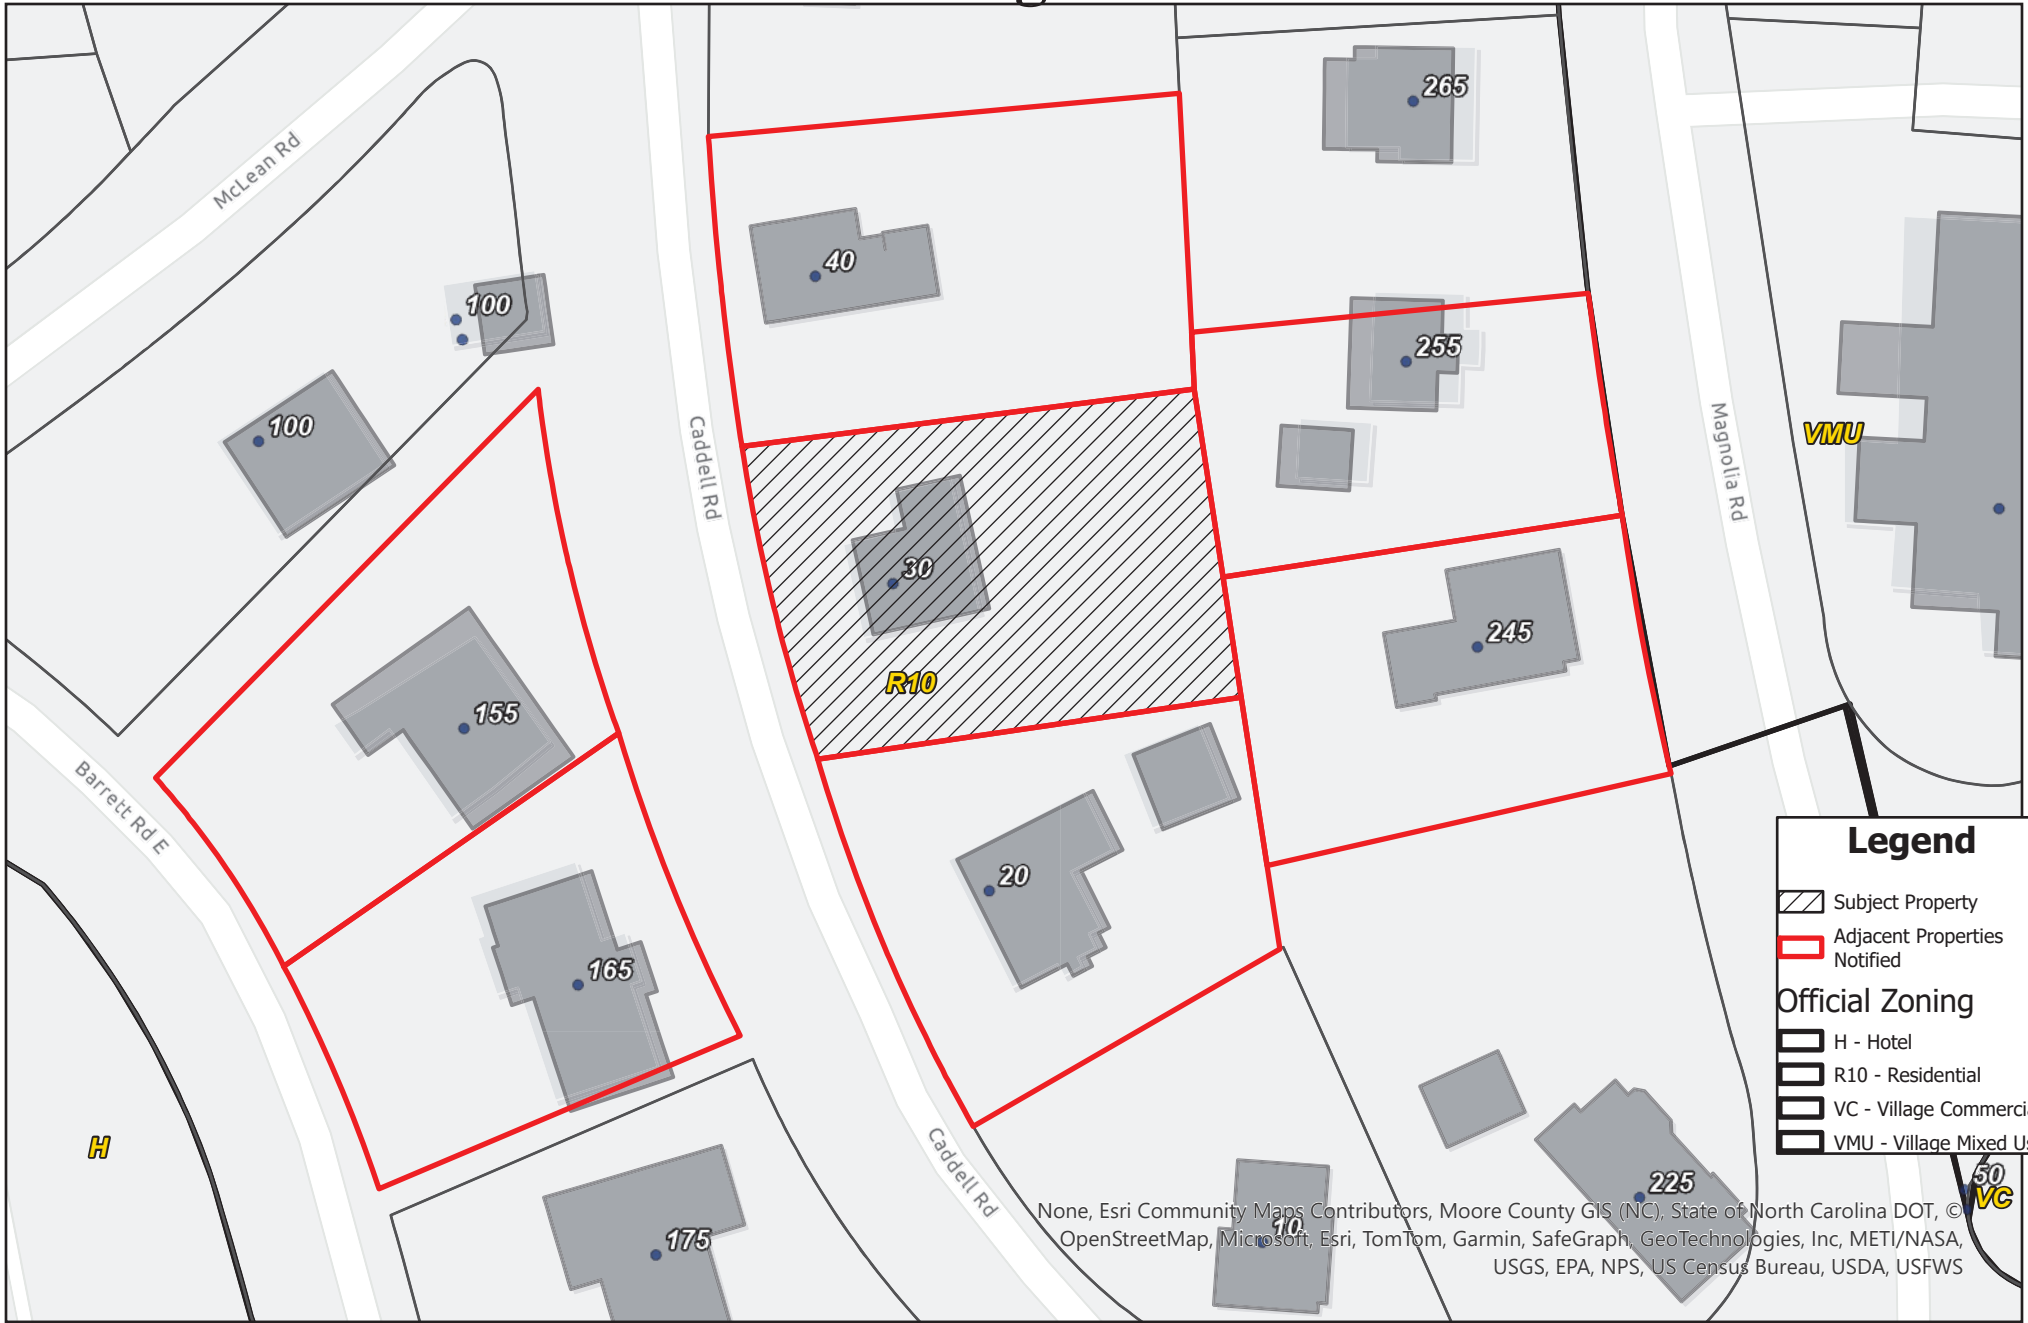 265
McLean Rd
40
100
255
100
Caddell Rd
Magnolia Rd
VMU
30
245
R10
155
Barrett Rd E
20
165
Legend
Subject Property
Adjacent Properties
Notified
Official Zoning
H - Hotel
R10 - Residential
VC - Village Commercia
VMU - Village Mixed Us
H
Caddell Rd
175
10
225
50
VC
None, Esri Community Maps Contributors, Moore County GIS (NC), State of North Carolina DOT, ©
OpenStreetMap, Microsoft, Esri, TomTom, Garmin, SafeGraph, GeoTechnologies, Inc, METI/NASA,
USGS, EPA, NPS, US Census Bureau, USDA, USFWS